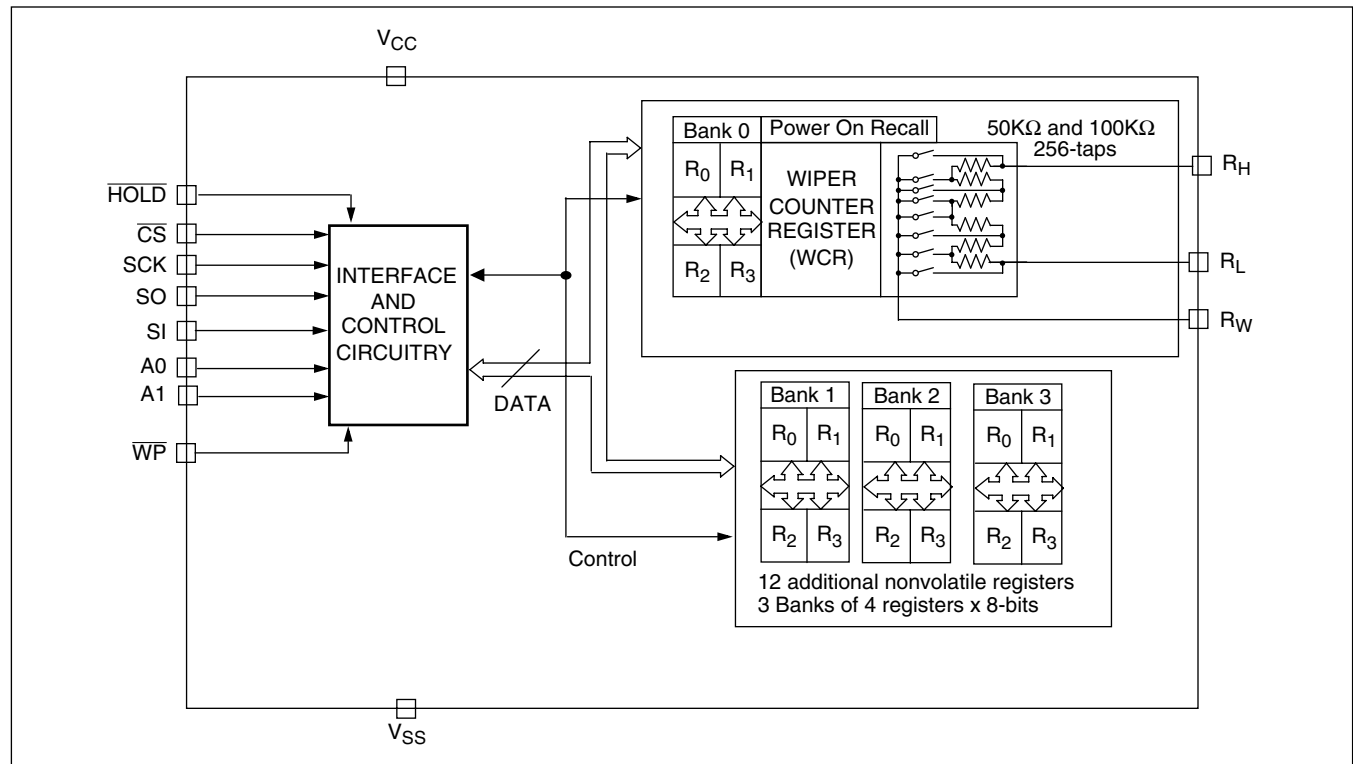 VCC
HOLD
CS
SCK
SO
SI
A0
A1
WP
INTERFACE
AND
CONTROL
CIRCUITRY
DATA
Control
Bank 0
Power On Recall
R0 R1
R2 R3
WIPER
COUNTER
REGISTER
(WCR)
50KΩ and 100KΩ
256-taps
RH
RL
RW
Bank 1
R0 R1
R2 R3
Bank 2
R0 R1
R2 R3
Bank 3
R0 R1
R2 R3
12 additional nonvolatile registers
3 Banks of 4 registers x 8-bits
VSS